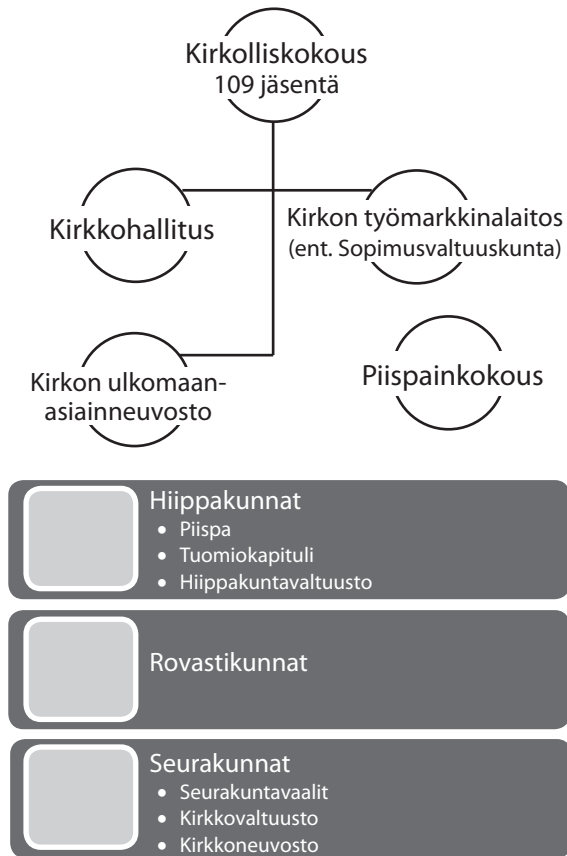 Kirkolliskokous
109 jäsentä
Kirkkohallitus
Kirkon työmarkkinalaitos
(ent. Sopimusvaltuuskunta)
Kirkon ulkomaan-
asiainneuvosto
Piispainkokous
Hiippakunnat
• Piispa
• Tuomiokapituli
• Hiippakuntavaltuusto
Rovastikunnat
Seurakunnat
• Seurakuntavaalit
• Kirkkovaltuusto
• Kirkkoneuvosto